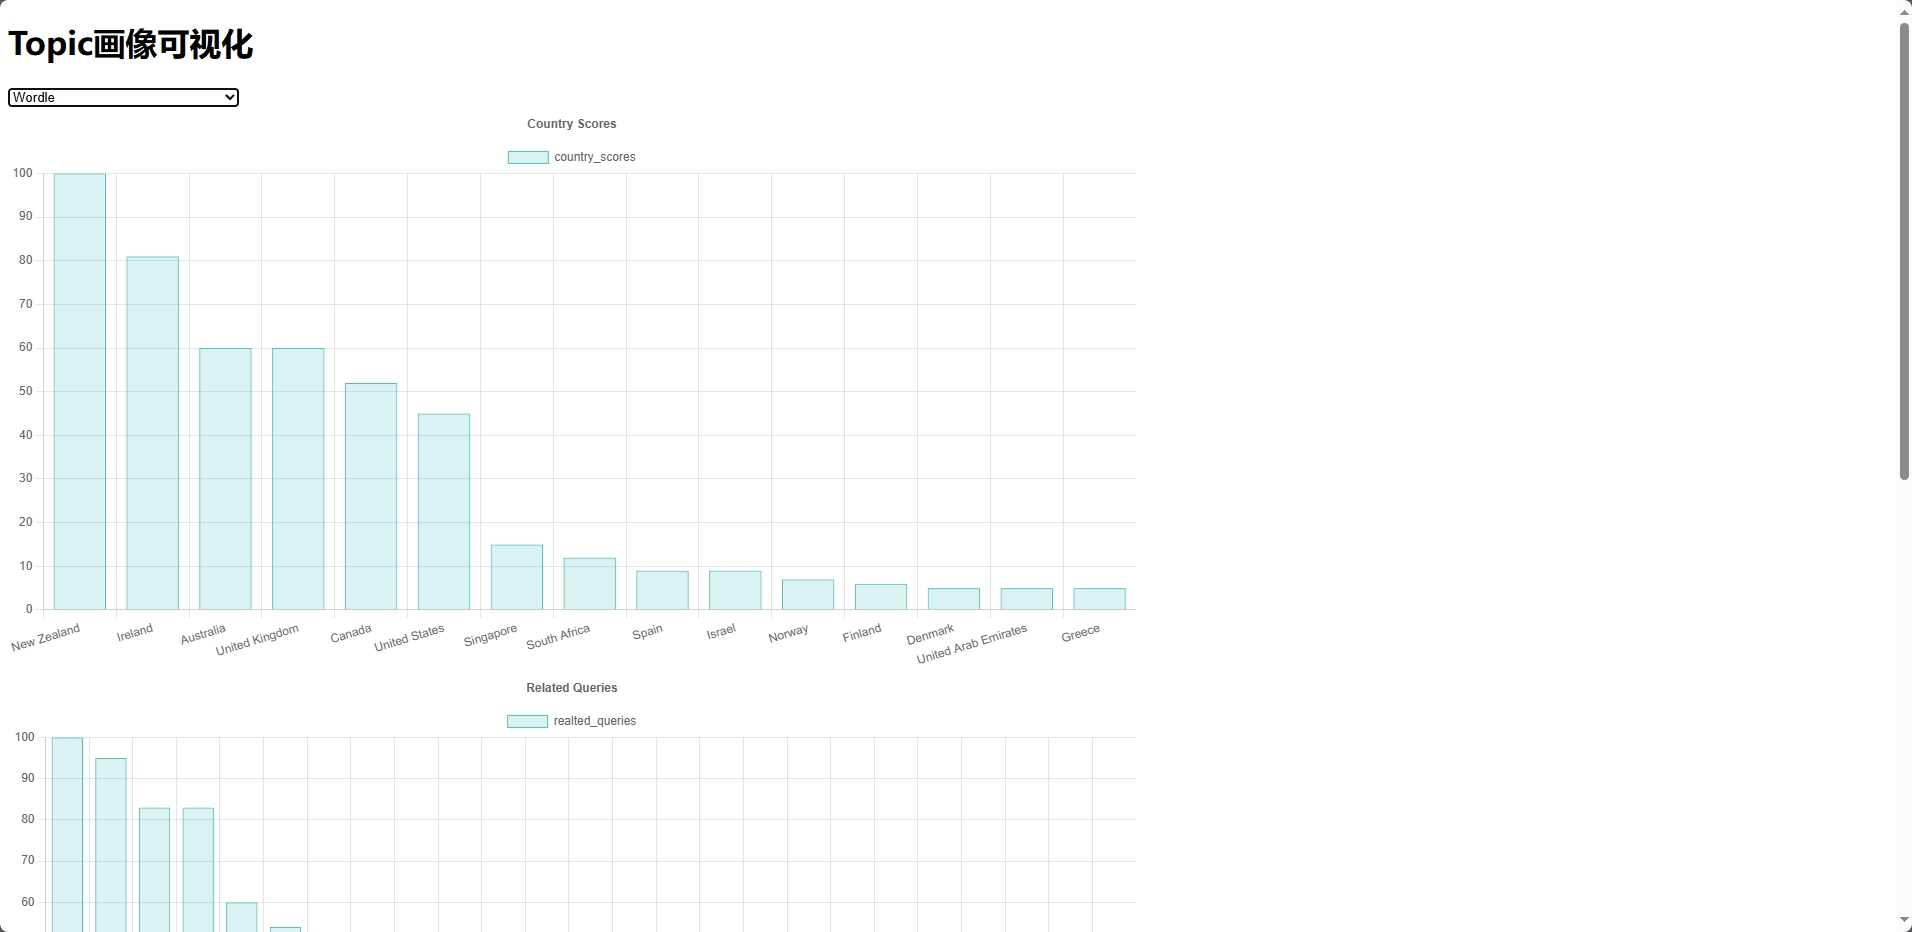 Topic画像可视化
Wordle
Country Scores
country_scores
100
90
80
70
60
50
40
30
20
10
0
New Zealand
Ireland
Australia
United Kingdom
Canada
United States
Singapore
South Africa
Spain
Israel
Norway
Finland
Denmark
United Arab Emirates
Greece
Related Queries
realted_queries
100
90
80
70
60